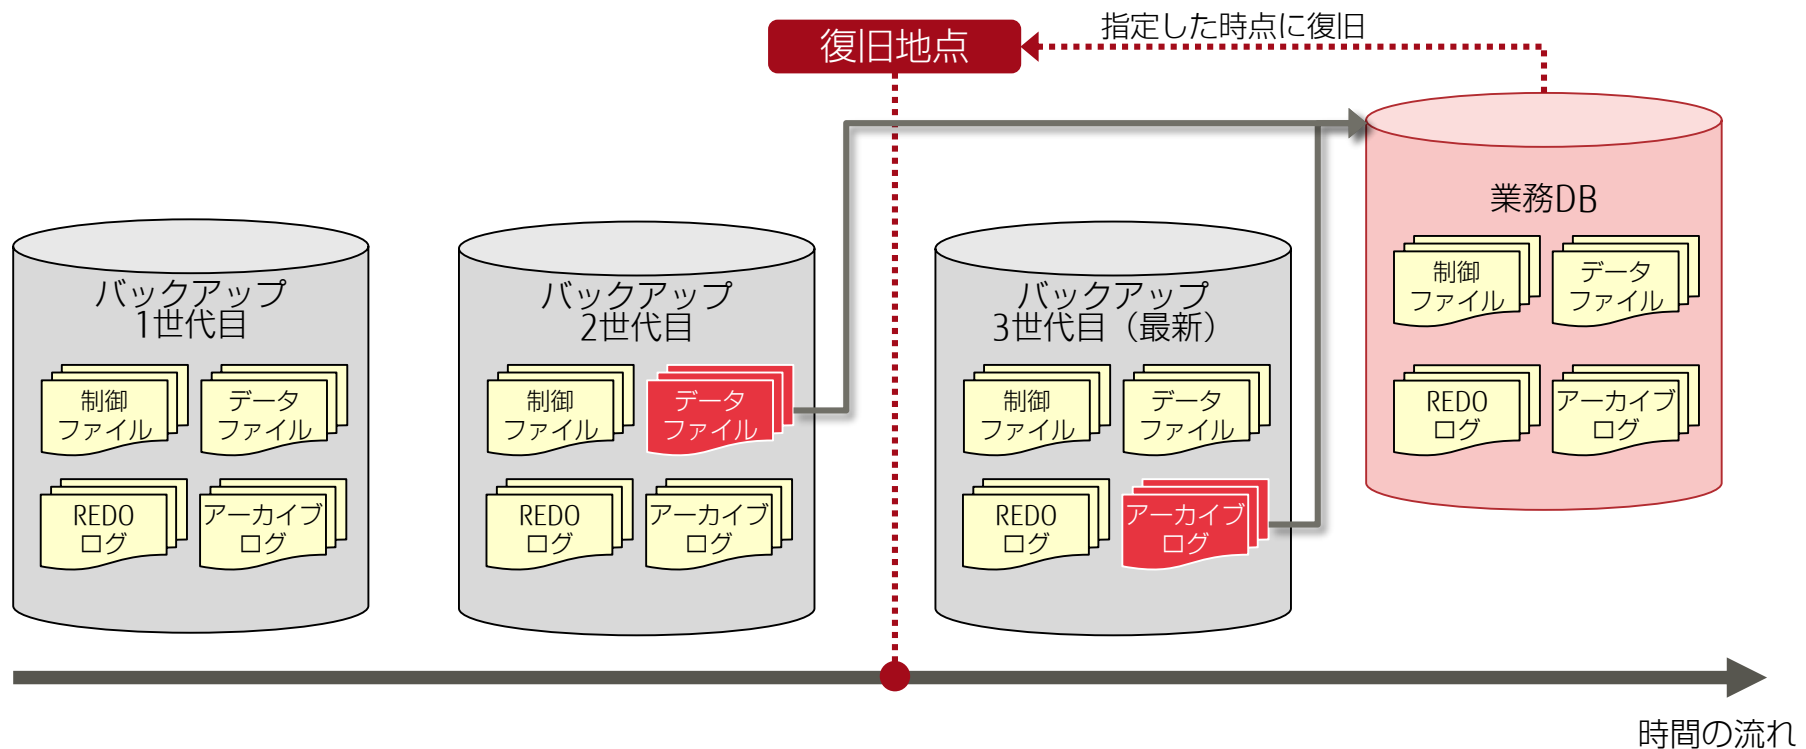 指定した時点に復旧
復旧地点
業務DB
制御
ファイル
データ
ファイル
REDO
ログ
アーカイブ
ログ
バックアップ
1世代目
制御
ファイル
データ
ファイル
REDO
ログ
アーカイブ
ログ
バックアップ
2世代目
制御
ファイル
データ
ファイル
REDO
ログ
アーカイブ
ログ
バックアップ
3世代目（最新）
制御
ファイル
データ
ファイル
REDO
ログ
アーカイブ
ログ
時間の流れ